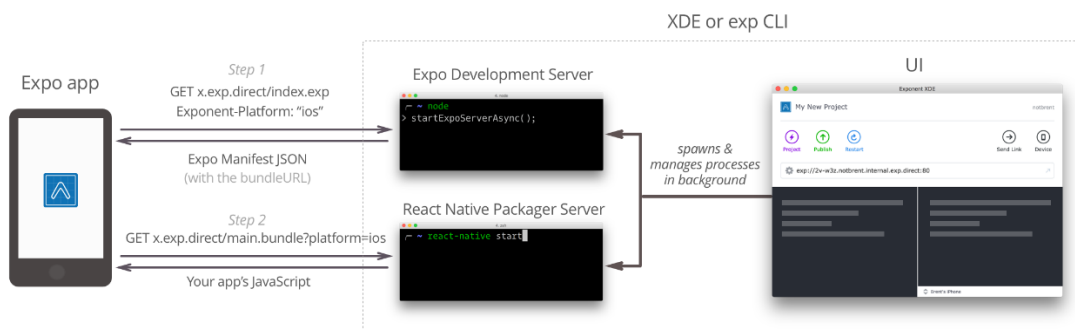 XDE or exp CLI
Expo app
Step 1
GET x.exp.direct/index.exp
Exponent-Platform: “ios”
Expo Manifest JSON
(with the bundleURL)
Step 2
GET x.exp.direct/main.bundle?platform=ios
Your app's JavaScript
Expo Development Server
~ node
> startExpoServerAsync();
React Native Packager Server
~ react-native start
spawns &
manages processes
in background
UI
Exponent XDE
My New Project
notbrent
Project Publish Restart Send Link Device
exp://2v-w3z.notbrent.internal.exp.direct:80
Brent's iPhone